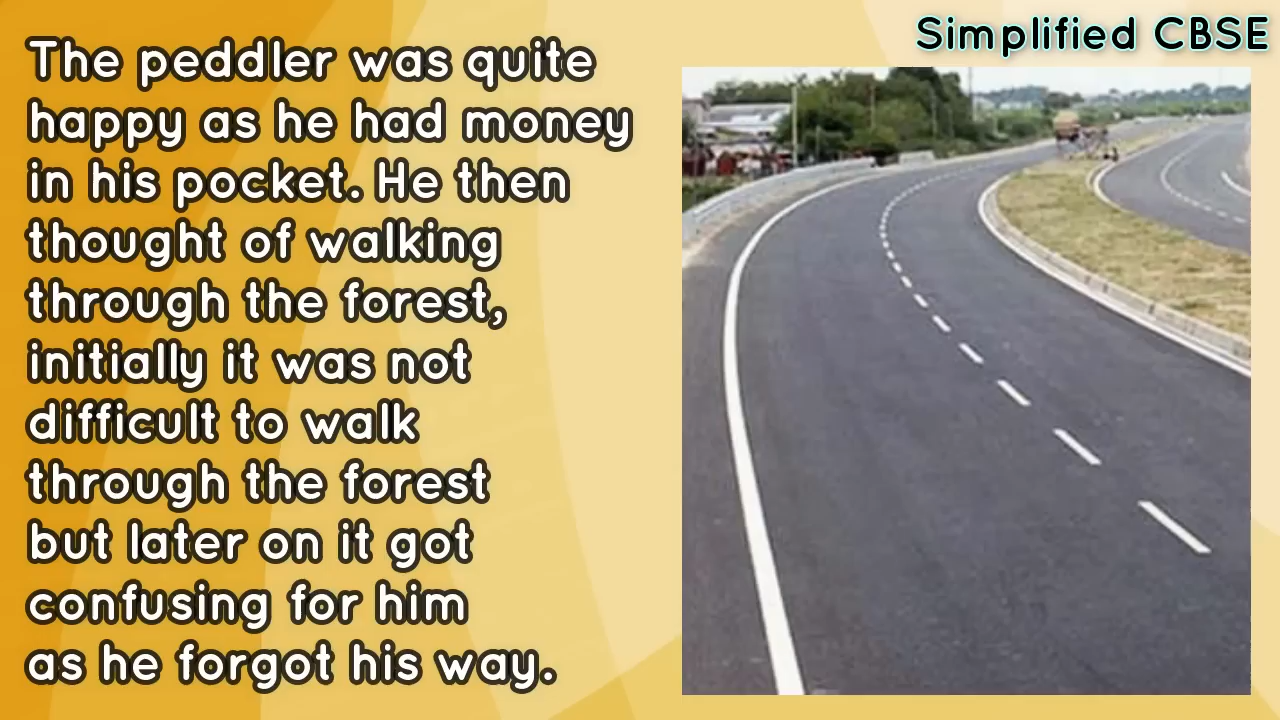 Simplified CBSE
The peddler was quite
happy as he had money
in his pocket. He then
thought of walking
through the forest,
initially it was not
difficult to walk
through the forest
but later on it got
confusing for him
as he forgot his way.